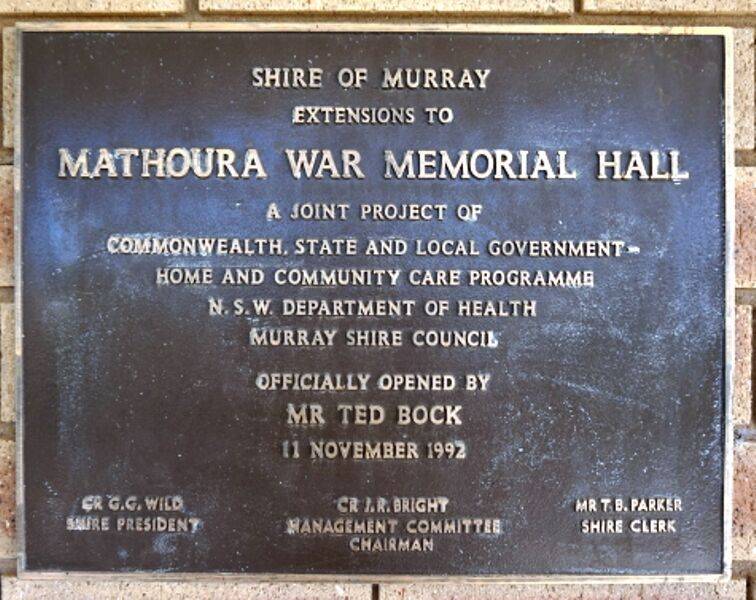 SHIRE OF MURRAY
EXTENSIONS TO
MATHOURA WAR MEMORIAL HALL
A JOINT PROJECT OF
COMMONWEALTH, STATE AND LOCAL GOVERNMENT-
HOME AND COMMUNITY CARE PROGRAMME
N.S.W. DEPARTMENT OF HEALTH
MURRAY SHIRE COUNCIL
OFFICIALLY OPENED BY
MR TED BOCK
11 NOVEMBER 1992
CR G.G. WILD
SHIRE PRESIDENT
CR J.R. BRIGHT
MANAGEMENT COMMITTEE
CHAIRMAN
MR T.B. PARKER
SHIRE CLERK